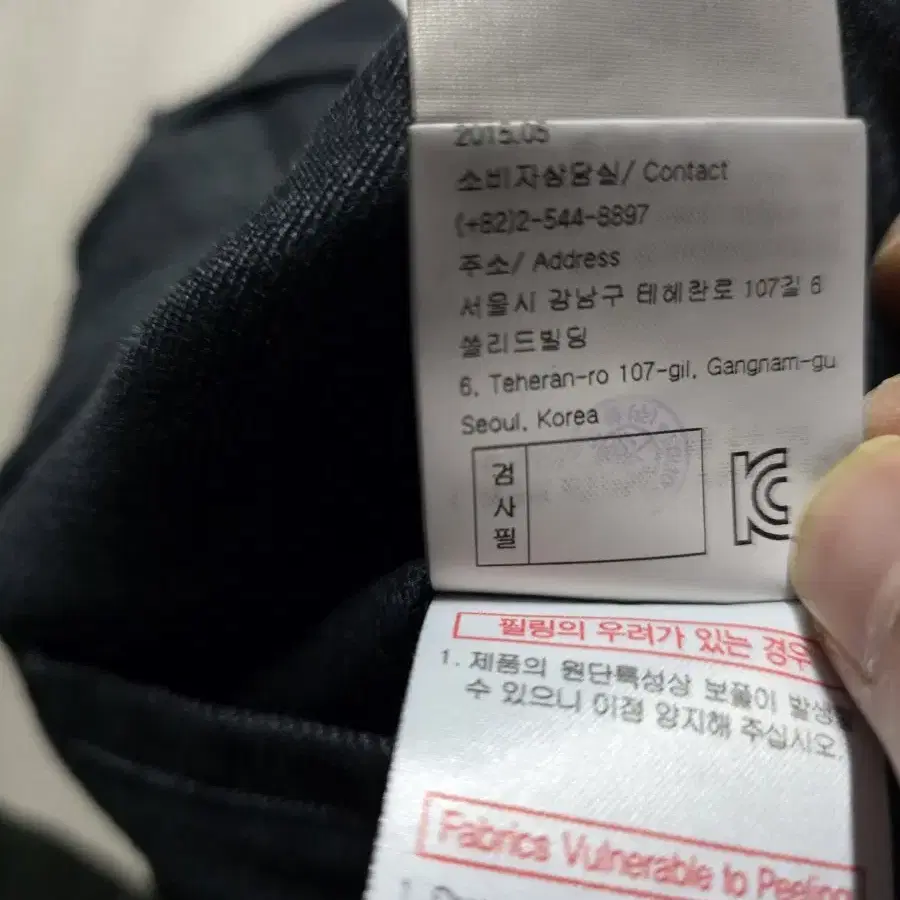 2015.05
소비자상담실/ Contact
(+82)2-544-8897
주소/ Address
서울시 강남구 테헤란로 107길 6
쏠리드빌딩
6, Teheran-ro 107-gil, Gangnam-gu
Seoul, Korea
검
사
필
KC
필링의 우려가 있는 경우
1. 제품의 원단특성상 보풀이 발생할
수 있으니 이점 양지해 주십시오.
Fabrics Vulnerable to Peeling
1.